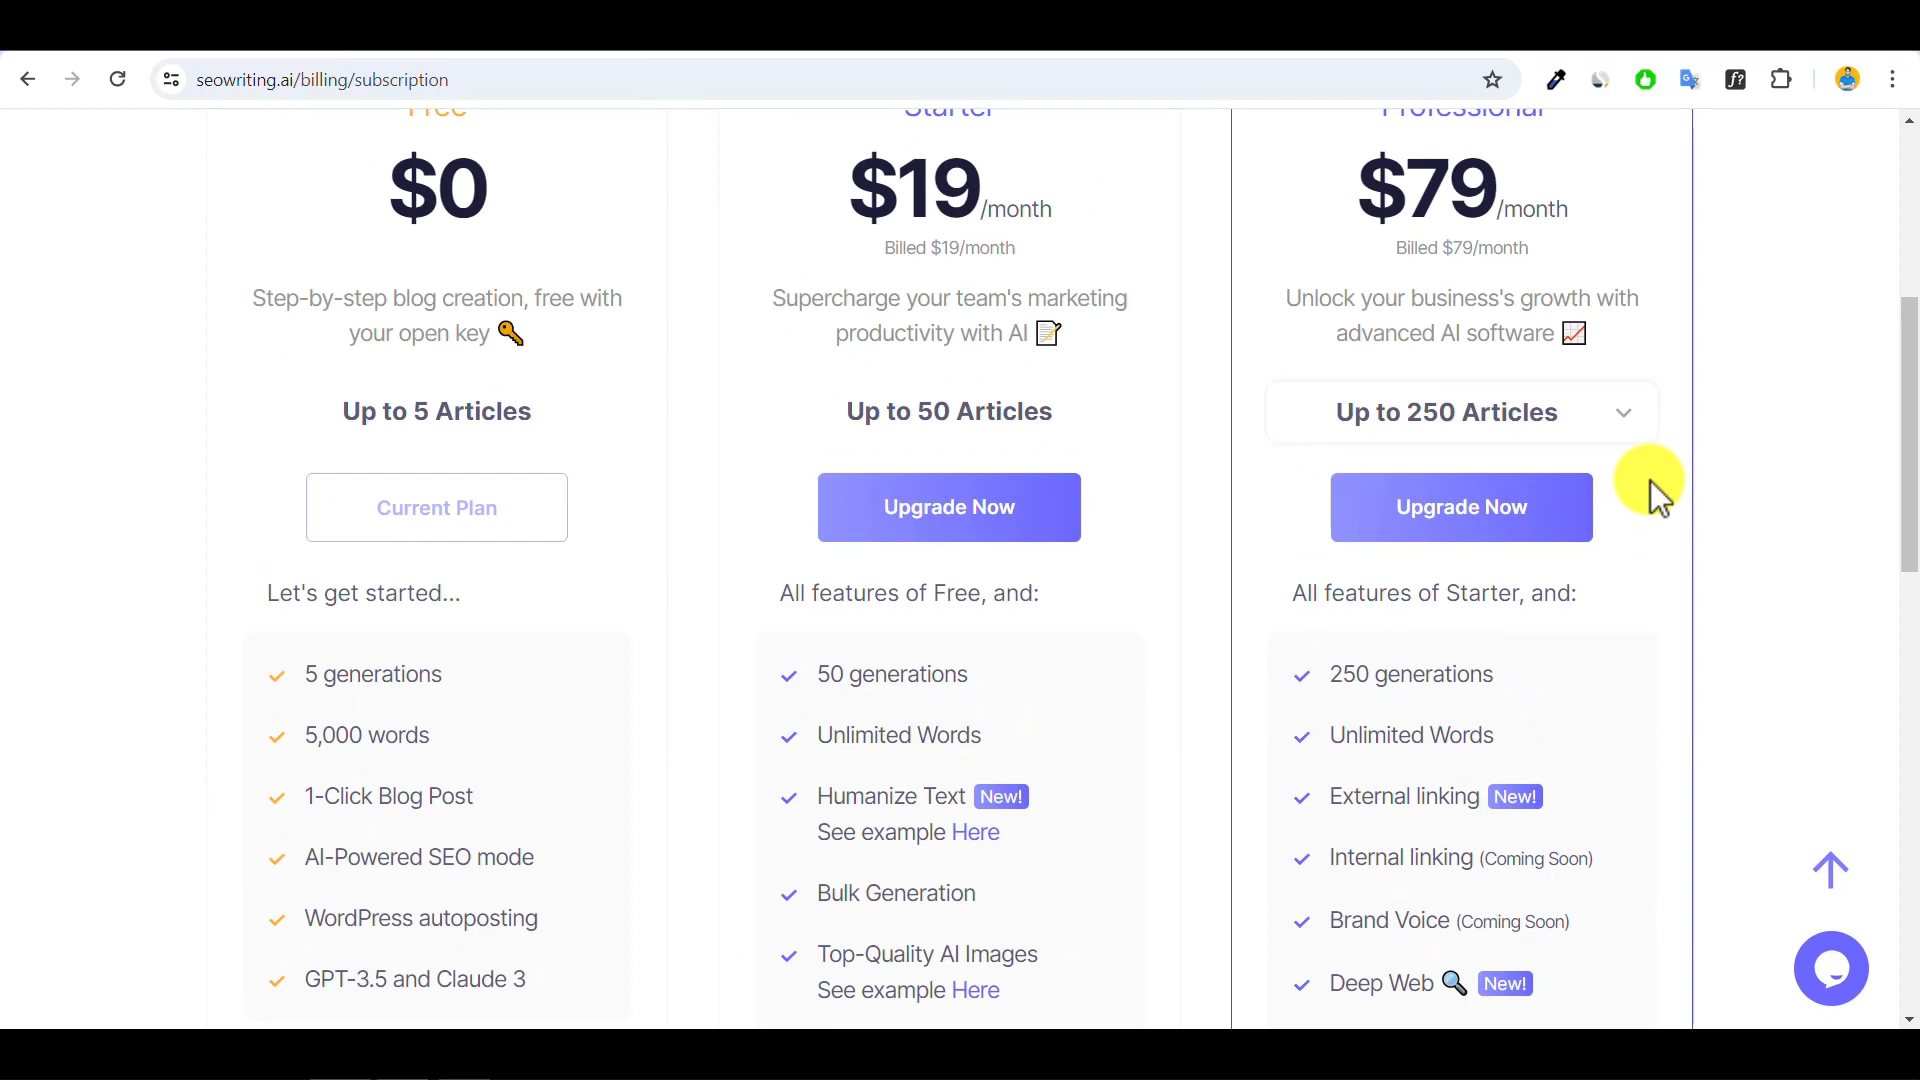 seowriting.ai/billing/subscription
Free
$0
Step-by-step blog creation, free with
your open key
Up to 5 Articles
Current Plan
Let's get started...
5 generations
5,000 words
1-Click Blog Post
AI-Powered SEO mode
WordPress autoposting
GPT-3.5 and Claude 3
Starter
$19/month
Billed $19/month
Supercharge your team's marketing
productivity with AI
Up to 50 Articles
Upgrade Now
All features of Free, and:
50 generations
Unlimited Words
Humanize Text New!
See example Here
Bulk Generation
Top-Quality AI Images
See example Here
Professional
$79/month
Billed $79/month
Unlock your business's growth with
advanced AI software
Up to 250 Articles
Upgrade Now
All features of Starter, and:
250 generations
Unlimited Words
External linking New!
Internal linking (Coming Soon)
Brand Voice (Coming Soon)
Deep Web New!